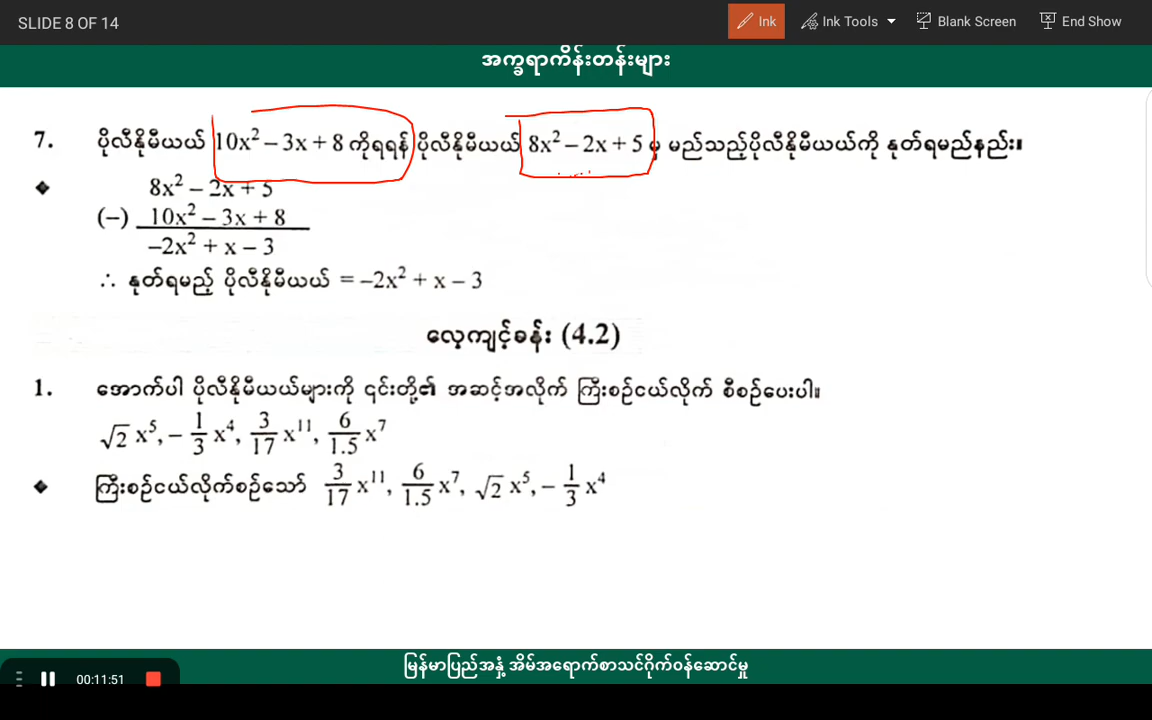 SLIDE 8 OF 14 Ink Ink Tools Blank Screen End Show
အက္ခရာကိန်းတန်းများ
7. ပိုလီနိုမီယယ် 10x² – 3x + 8 ကိုရရန် ပိုလီနိုမီယယ် 8x² – 2x + 5 မှ မည်သည့်ပိုလီနိုမီယယ်ကို နုတ်ရမည်နည်း။
❖ 8x² – 2x + 5
(–) 10x² – 3x + 8
–2x² + x – 3
∴ နုတ်ရမည့် ပိုလီနိုမီယယ် = –2x² + x – 3
လေ့ကျင့်ခန်း (4.2)
1. အောက်ပါ ပိုလီနိုမီယယ်များကို ၎င်းတို့၏ အဆင့်အလိုက် ကြီးစဉ်ငယ်လိုက် စီစဉ်ပေးပါ။
√2 x⁵, – 1/3 x⁴, 3/17 x¹¹, 6/1.5 x⁷
❖ ကြီးစဉ်ငယ်လိုက်စဉ်သော် 3/17 x¹¹, 6/1.5 x⁷, √2 x⁵, – 1/3 x⁴
မြန်မာပြည်အနှံ့ အိမ်အရောက်စာသင်ဂိုက်ဝန်ဆောင်မှု
00:11:51